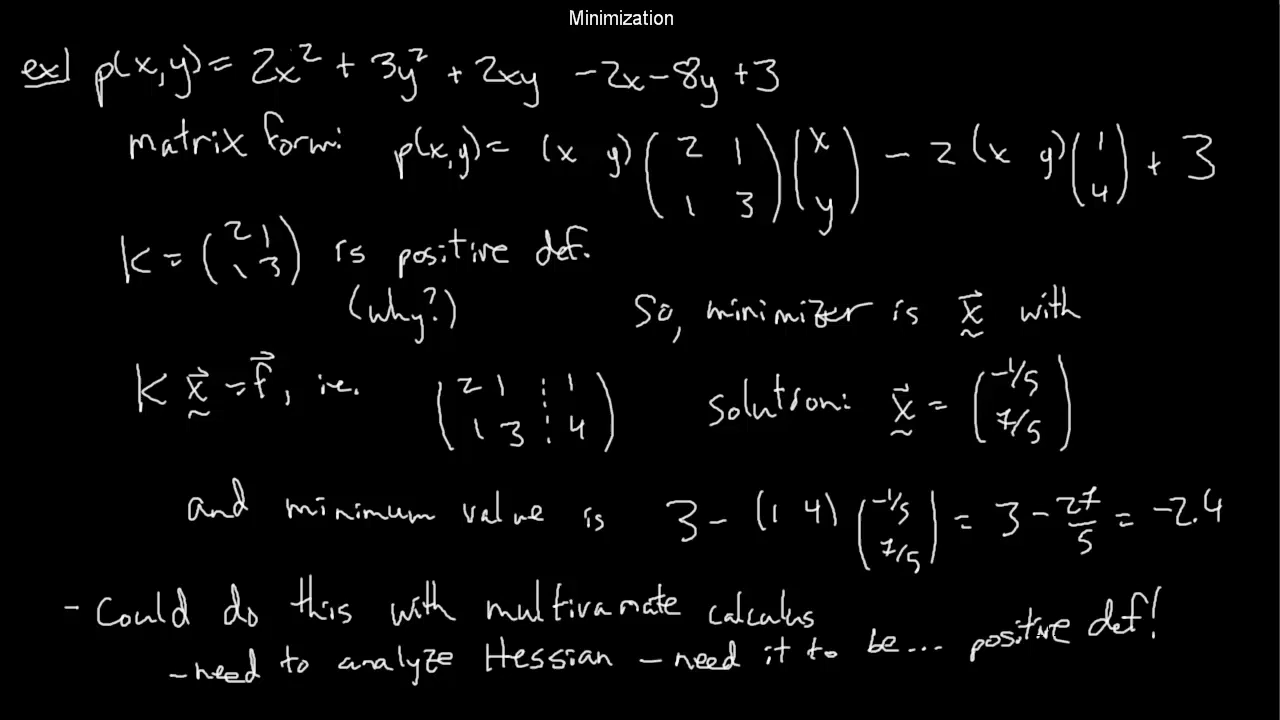 Minimization
ex) p(x,y) = 2x² + 3y² + 2xy - 2x - 8y + 3
matrix form: p(x,y) = (x y) (2 1; 1 3) (x; y) - 2 (x y) (1; 4) + 3
K = (2 1; 1 3) is positive def.
(why?) So, minimizer is x⃗ with
K x⃗ = f⃗, i.e. (2 1 ⋮ 1; 1 3 ⋮ 4) solution: x⃗ = (-1/5; 7/5)
and minimum value is 3 - (1 4) (-1/5; 7/5) = 3 - 27/5 = -2.4
- Could do this with multivariate calculus
- need to analyze Hessian - need it to be... positive def!